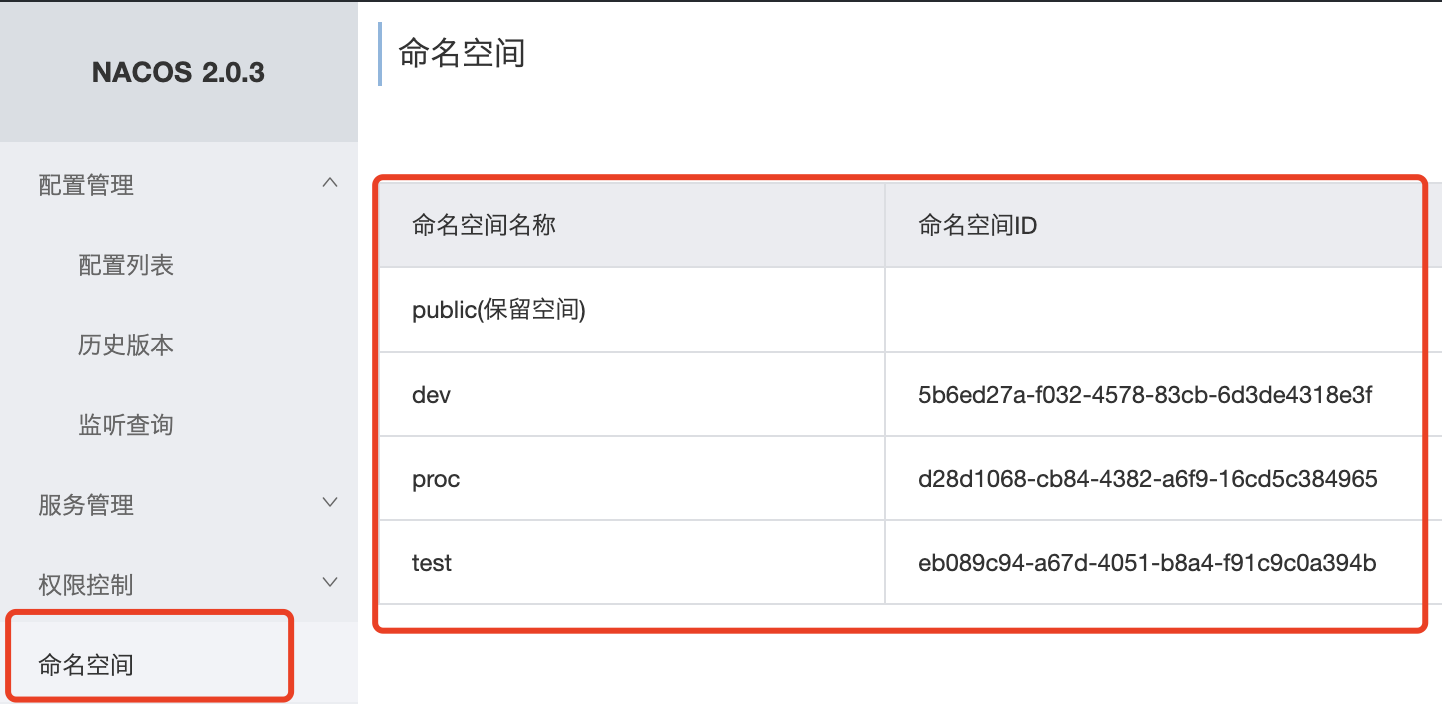 NACOS 2.0.3
配置管理
配置列表
历史版本
监听查询
服务管理
权限控制
命名空间
命名空间
命名空间名称 命名空间ID
public(保留空间)
dev 5b6ed27a-f032-4578-83cb-6d3de4318e3f
proc d28d1068-cb84-4382-a6f9-16cd5c384965
test eb089c94-a67d-4051-b8a4-f91c9c0a394b